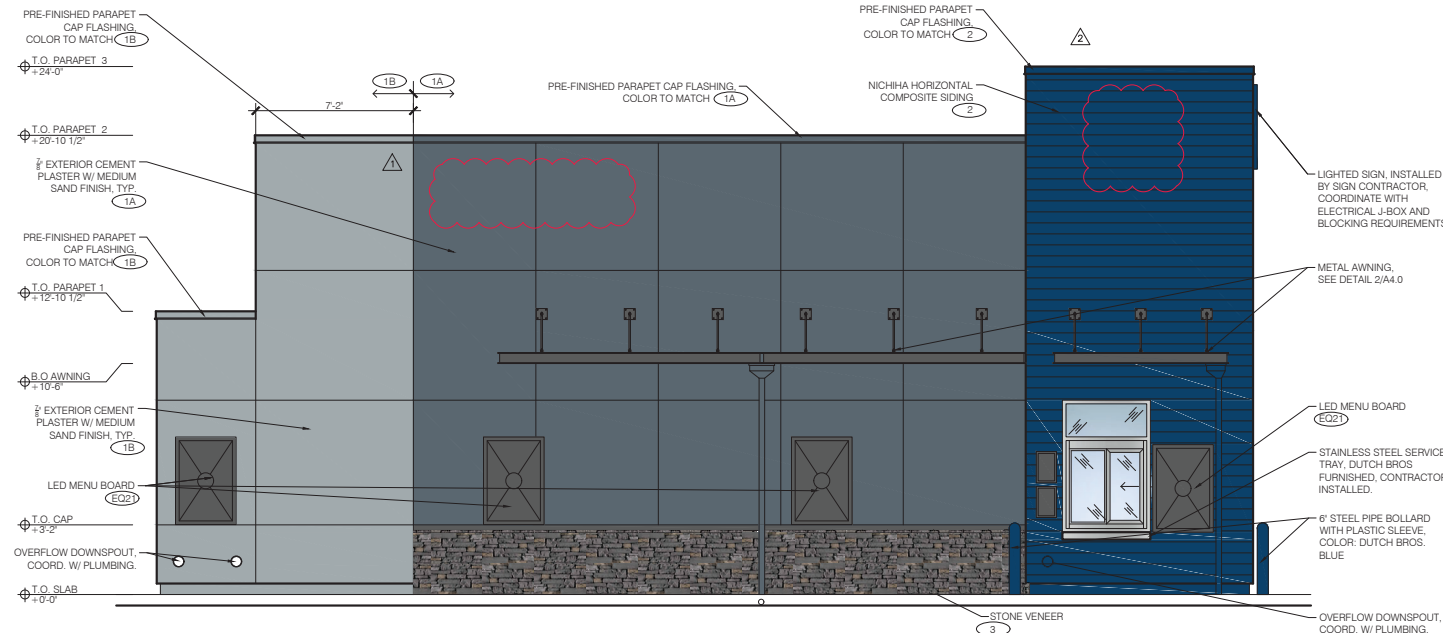 PRE-FINISHED PARAPET
CAP FLASHING,
COLOR TO MATCH 1B
T.O. PARAPET 3
+24'-0"
7'-2"
1B
1A
T.O. PARAPET 2
+20'-10 1/2"
7/8" EXTERIOR CEMENT
PLASTER W/ MEDIUM
SAND FINISH, TYP.
1A
PRE-FINISHED PARAPET
CAP FLASHING,
COLOR TO MATCH 1B
T.O. PARAPET 1
+12'-10 1/2"
B.O AWNING
+10'-6"
7/8" EXTERIOR CEMENT
PLASTER W/ MEDIUM
SAND FINISH, TYP.
1B
LED MENU BOARD
EQ21
T.O. CAP
+3'-2"
OVERFLOW DOWNSPOUT,
COORD. W/ PLUMBING.
T.O. SLAB
+0'-0"
1
PRE-FINISHED PARAPET CAP FLASHING,
COLOR TO MATCH 1A
PRE-FINISHED PARAPET
CAP FLASHING,
COLOR TO MATCH 2
2
NICHIHA HORIZONTAL
COMPOSITE SIDING
2
LIGHTED SIGN, INSTALLED
BY SIGN CONTRACTOR,
COORDINATE WITH
ELECTRICAL J-BOX AND
BLOCKING REQUIREMENTS
METAL AWNING,
SEE DETAIL 2/A4.0
LED MENU BOARD
EQ21
STAINLESS STEEL SERVICE
TRAY, DUTCH BROS
FURNISHED, CONTRACTOR
INSTALLED.
6" STEEL PIPE BOLLARD
WITH PLASTIC SLEEVE,
COLOR: DUTCH BROS.
BLUE
STONE VENEER
3
OVERFLOW DOWNSPOUT,
COORD. W/ PLUMBING.